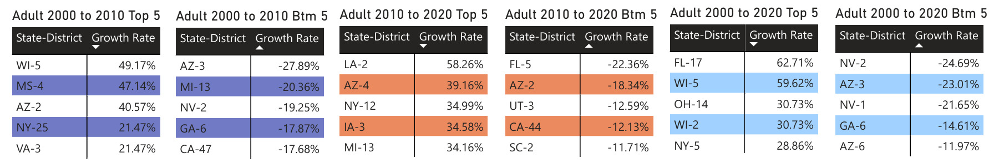 Adult 2000 to 2010 Top 5
State-District Growth Rate
WI-5 49.17%
MS-4 47.14%
AZ-2 40.57%
NY-25 21.47%
VA-3 21.47%
Adult 2000 to 2010 Btm 5
State-District Growth Rate
AZ-3 -27.89%
MI-13 -20.36%
NV-2 -19.25%
GA-6 -17.87%
CA-47 -17.68%
Adult 2010 to 2020 Top 5
State-District Growth Rate
LA-2 58.26%
AZ-4 39.16%
NY-12 34.99%
IA-3 34.58%
MI-13 34.16%
Adult 2010 to 2020 Btm 5
State-District Growth Rate
FL-5 -22.36%
AZ-2 -18.34%
UT-3 -12.59%
CA-44 -12.13%
SC-2 -11.71%
Adult 2000 to 2020 Top 5
State-District Growth Rate
FL-17 62.71%
WI-5 59.62%
OH-14 30.73%
WI-2 30.73%
NY-5 28.86%
Adult 2000 to 2020 Btm 5
State-District Growth Rate
NV-2 -24.69%
AZ-3 -23.01%
NV-1 -21.65%
GA-6 -14.61%
AZ-6 -11.97%